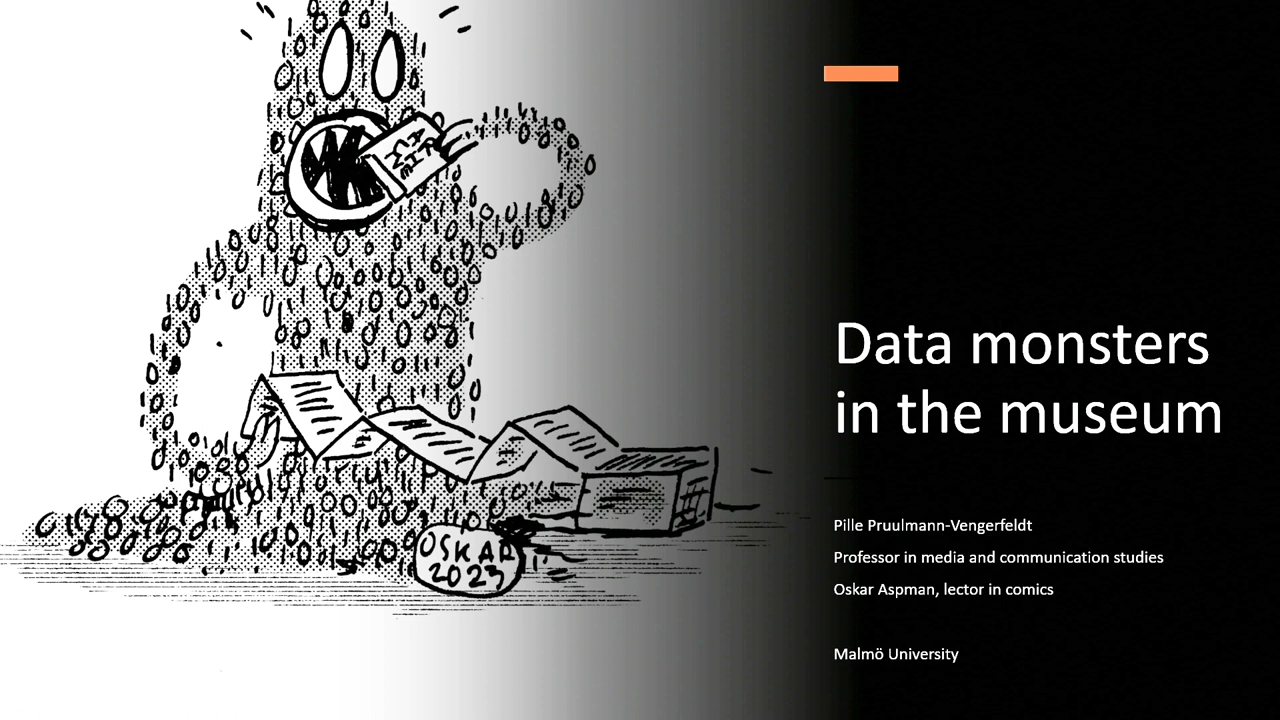 Data monsters
in the museum
Pille Pruulmann-Vengerfeldt
Professor in media and communication studies
Oskar Aspman, lector in comics
Malmö University
OSKAR
2023